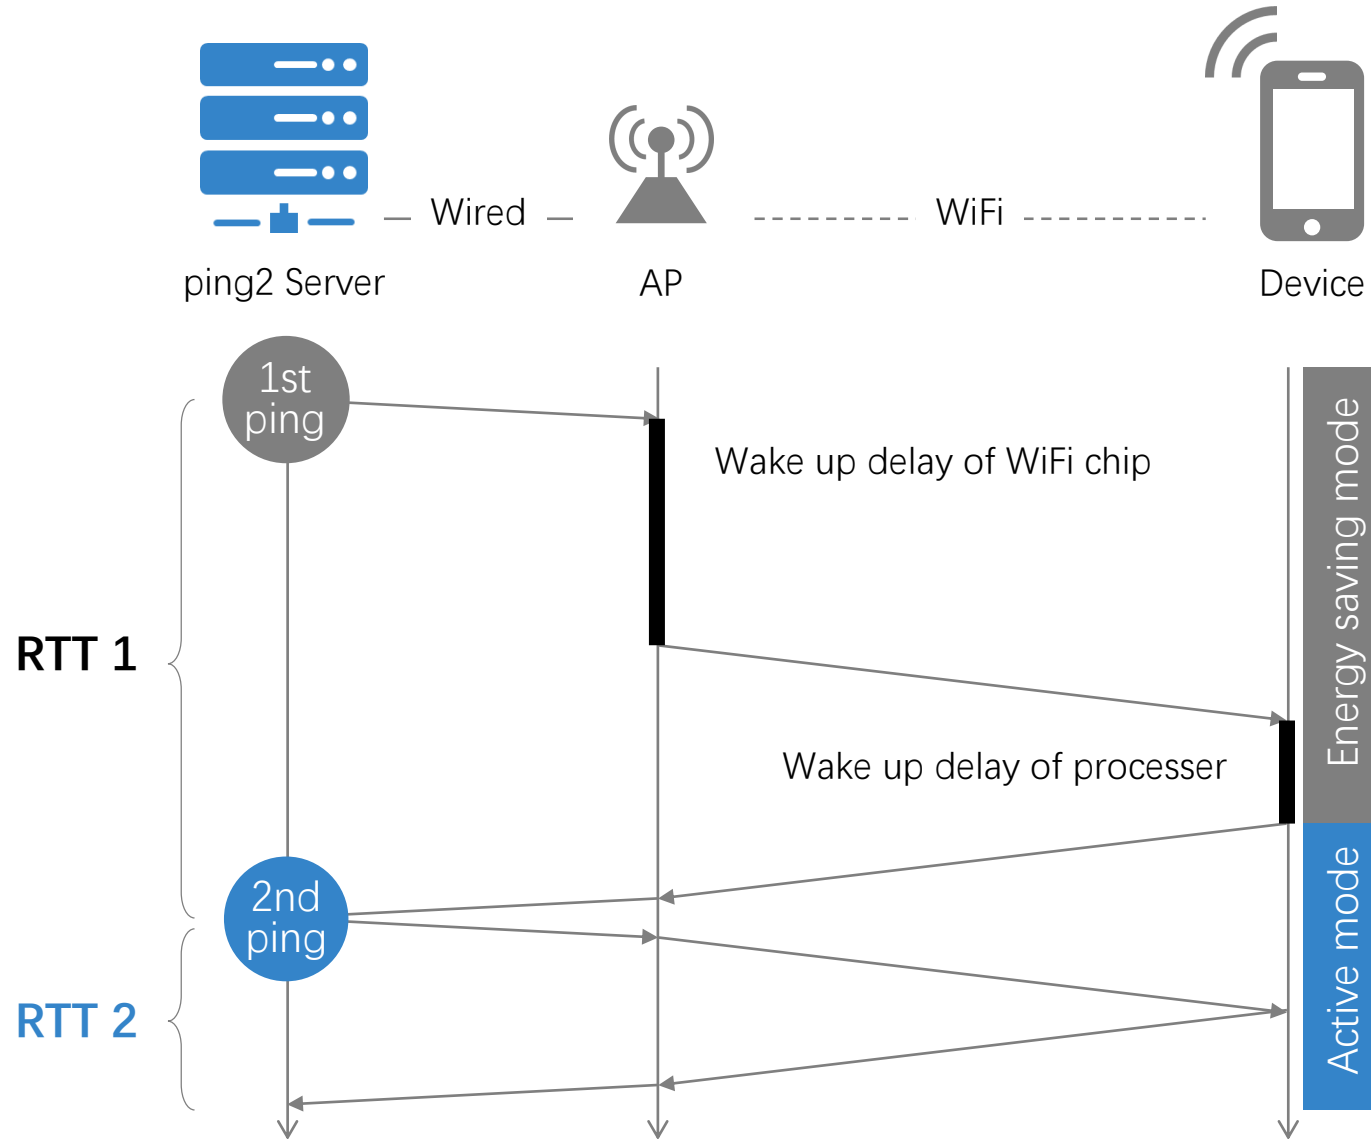 Wired
WiFi
ping2 Server
AP
Device
1st
ping
Wake up delay of WiFi chip
Energy saving mode
RTT 1
Wake up delay of processer
2nd
ping
Active mode
RTT 2